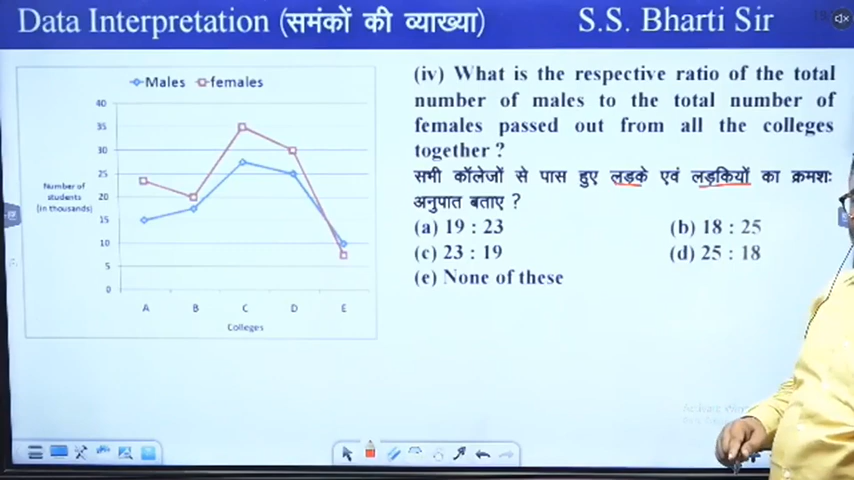 Data Interpretation (समंकों की व्याख्या) S.S. Bharti Sir
Males females
40
35
30
25
20
15
10
5
0
Number of
students
(in thousands)
A B C D E
Colleges
(iv) What is the respective ratio of the total
number of males to the total number of
females passed out from all the colleges
together ?
सभी कॉलेजों से पास हुए लड़के एवं लड़कियों का क्रमशः
अनुपात बताए ?
(a) 19 : 23 (b) 18 : 25
(c) 23 : 19 (d) 25 : 18
(e) None of these